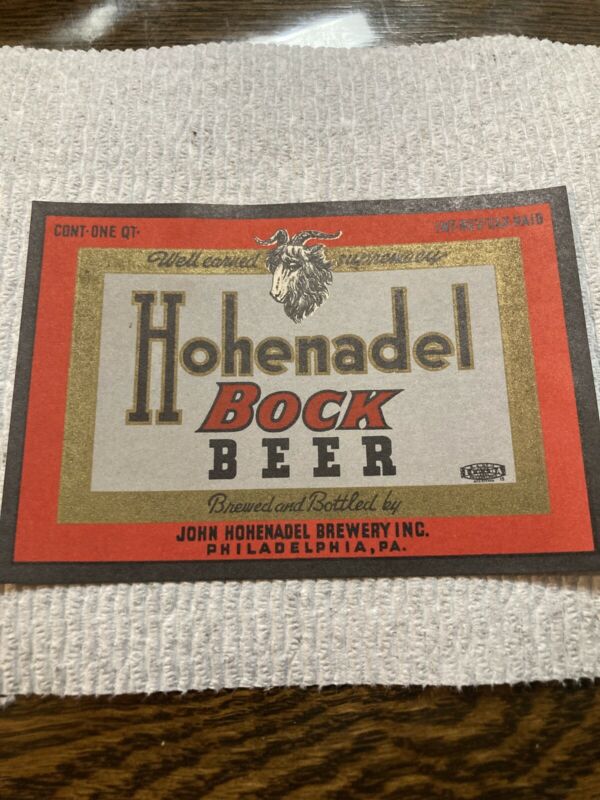 CONT·ONE QT·
INT·REV·TAX·PAID
Well earned supremacy
Hohenadel
BOCK
BEER
Brewed and Bottled by
JOHN HOHENADEL BREWERY INC.
PHILADELPHIA, PA.